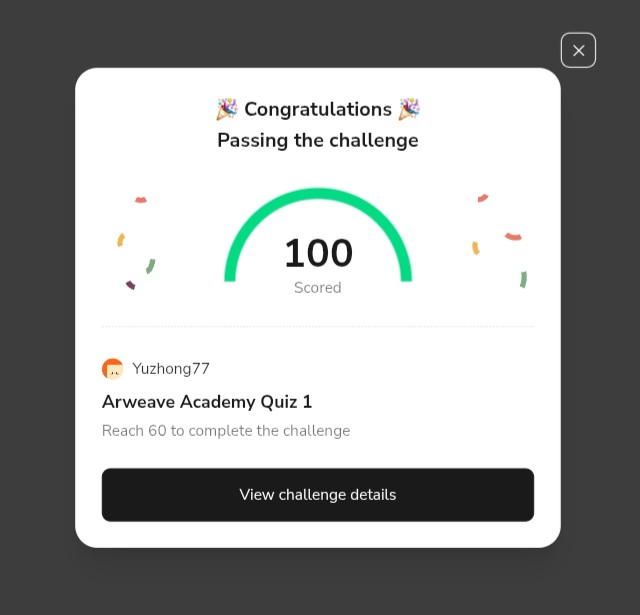 🎉 Congratulations 🎉
Passing the challenge
100
Scored
Yuzhong77
Arweave Academy Quiz 1
Reach 60 to complete the challenge
View challenge details